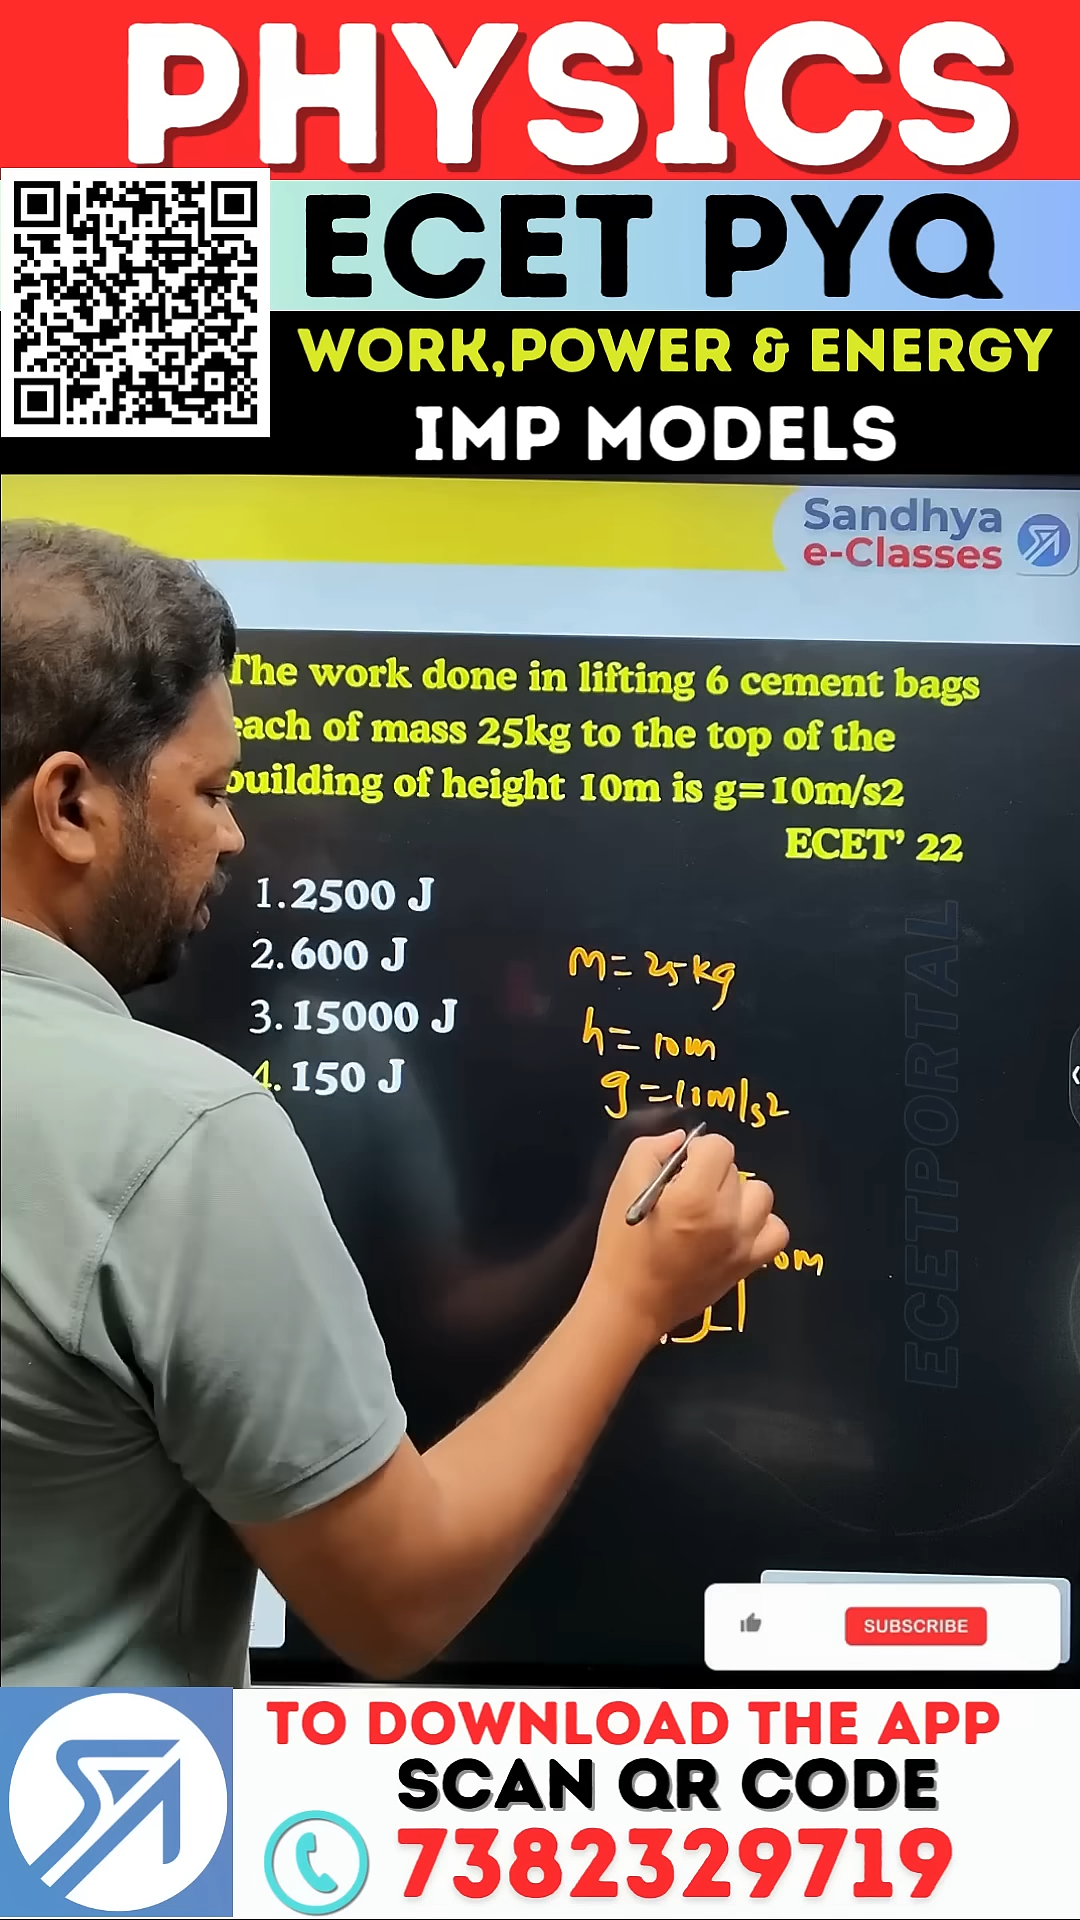 PHYSICS
ECET PYQ
WORK,POWER & ENERGY
IMP MODELS
Sandhya
e-Classes
The work done in lifting 6 cement bags
each of mass 25kg to the top of the
building of height 10m is g=10m/s2
ECET' 22
1. 2500 J
2. 600 J
3. 15000 J
4. 150 J
M = 25 kg
h = 10m
g = 10m/s2
0m
ECETPORTAL
SUBSCRIBE
TO DOWNLOAD THE APP
SCAN QR CODE
7382329719